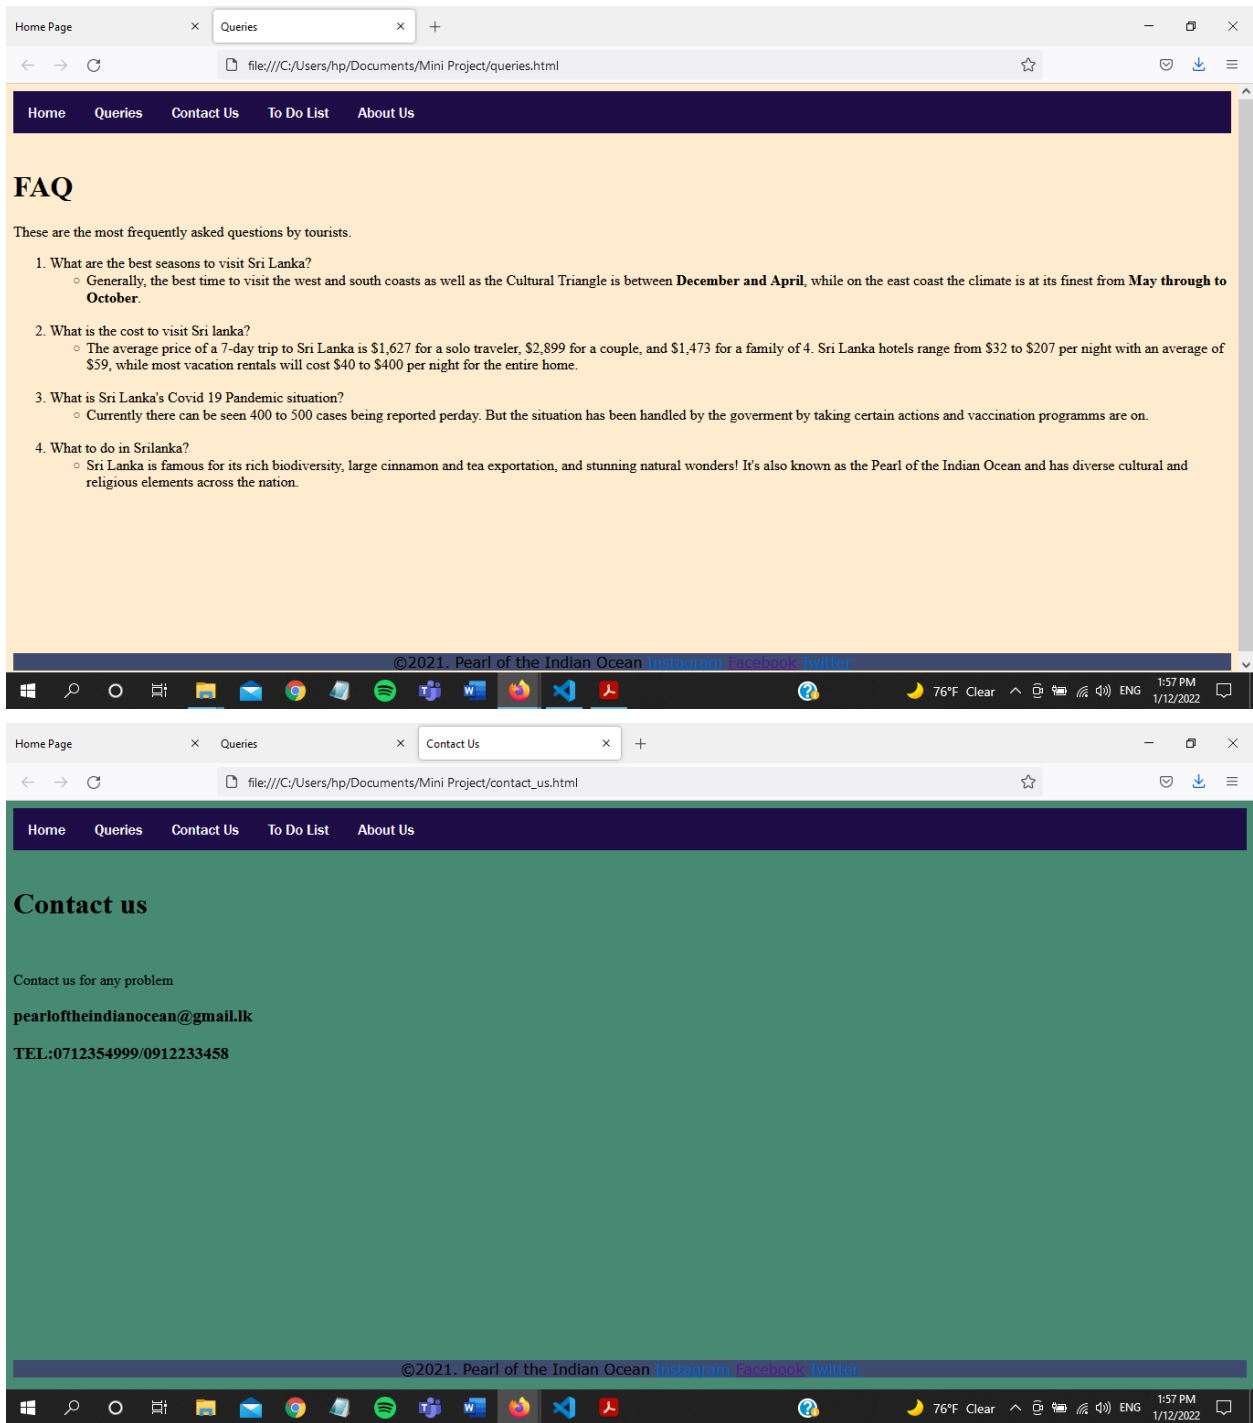 Home Page
Queries
file:///C:/Users/hp/Documents/Mini Project/queries.html
Home Queries Contact Us To Do List About Us
FAQ
These are the most frequently asked questions by tourists.
1. What are the best seasons to visit Sri Lanka?
Generally, the best time to visit the west and south coasts as well as the Cultural Triangle is between December and April, while on the east coast the climate is at its finest from May through to
October.
2. What is the cost to visit Sri lanka?
The average price of a 7-day trip to Sri Lanka is $1,627 for a solo traveler, $2,899 for a couple, and $1,473 for a family of 4. Sri Lanka hotels range from $32 to $207 per night with an average of
$59, while most vacation rentals will cost $40 to $400 per night for the entire home.
3. What is Sri Lanka's Covid 19 Pandemic situation?
Currently there can be seen 400 to 500 cases being reported perday. But the situation has been handled by the goverment by taking certain actions and vaccination programms are on.
4. What to do in Srilanka?
Sri Lanka is famous for its rich biodiversity, large cinnamon and tea exportation, and stunning natural wonders! It's also known as the Pearl of the Indian Ocean and has diverse cultural and
religious elements across the nation.
©2021. Pearl of the Indian Ocean Instagram Facebook Twitter
76°F Clear ENG 1:57 PM
1/12/2022
Home Page
Queries
Contact Us
file:///C:/Users/hp/Documents/Mini Project/contact_us.html
Home Queries Contact Us To Do List About Us
Contact us
Contact us for any problem
pearloftheindianocean@gmail.lk
TEL:0712354999/0912233458
©2021. Pearl of the Indian Ocean Instagram Facebook Twitter
76°F Clear ENG 1:57 PM
1/12/2022